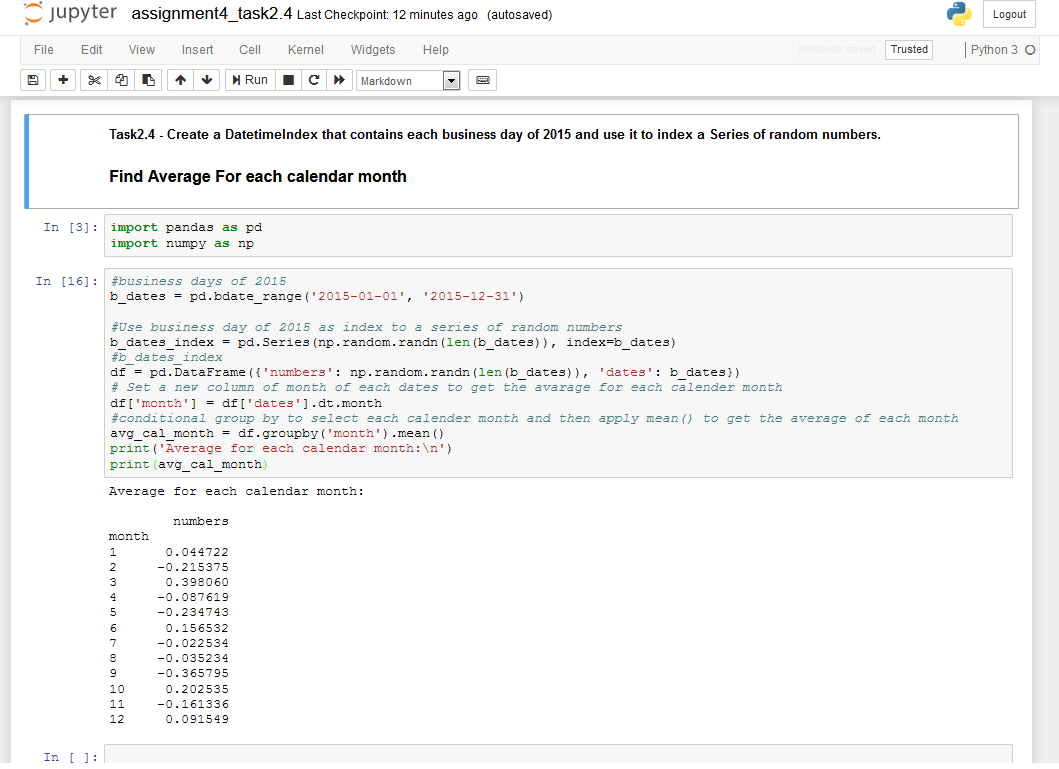 jupyter assignment4_task2.4 Last Checkpoint: 12 minutes ago (autosaved) Logout
File Edit View Insert Cell Kernel Widgets Help Notebook saved Trusted Python 3
Run Markdown
Task2.4 - Create a DatetimeIndex that contains each business day of 2015 and use it to index a Series of random numbers.
Find Average For each calendar month
In [3]: import pandas as pd
import numpy as np
In [16]: #business days of 2015
b_dates = pd.bdate_range('2015-01-01', '2015-12-31')
#Use business day of 2015 as index to a series of random numbers
b_dates_index = pd.Series(np.random.randn(len(b_dates)), index=b_dates)
#b_dates_index
df = pd.DataFrame({'numbers': np.random.randn(len(b_dates)), 'dates': b_dates})
# Set a new column of month of each dates to get the avarage for each calender month
df['month'] = df['dates'].dt.month
#conditional group by to select each calender month and then apply mean() to get the average of each month
avg_cal_month = df.groupby('month').mean()
print('Average for each calendar month:\n')
print(avg_cal_month)
Average for each calendar month:
numbers
month
1 0.044722
2 -0.215375
3 0.398060
4 -0.087619
5 -0.234743
6 0.156532
7 -0.022534
8 -0.035234
9 -0.365795
10 0.202535
11 -0.161336
12 0.091549
In [ ]: